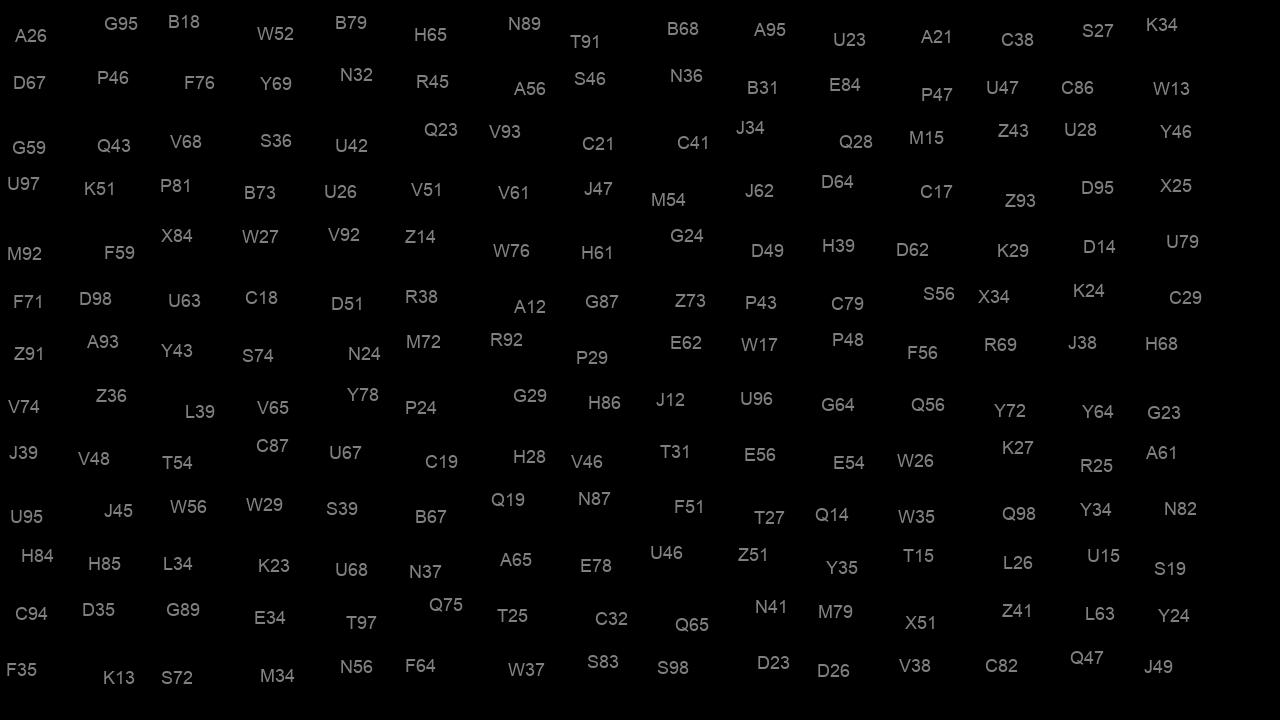 A26 G95 B18 W52 B79 H65 N89 T91 B68 A95 U23 A21 C38 S27 K34
D67 P46 F76 Y69 N32 R45 A56 S46 N36 B31 E84 P47 U47 C86 W13
G59 Q43 V68 S36 U42 Q23 V93 C21 C41 J34 Q28 M15 Z43 U28 Y46
U97 K51 P81 B73 U26 V51 V61 J47 M54 J62 D64 C17 Z93 D95 X25
M92 F59 X84 W27 V92 Z14 W76 H61 G24 D49 H39 D62 K29 D14 U79
F71 D98 U63 C18 D51 R38 A12 G87 Z73 P43 C79 S56 X34 K24 C29
Z91 A93 Y43 S74 N24 M72 R92 P29 E62 W17 P48 F56 R69 J38 H68
V74 Z36 L39 V65 Y78 P24 G29 H86 J12 U96 G64 Q56 Y72 Y64 G23
J39 V48 T54 C87 U67 C19 H28 V46 T31 E56 E54 W26 K27 R25 A61
U95 J45 W56 W29 S39 B67 Q19 N87 F51 T27 Q14 W35 Q98 Y34 N82
H84 H85 L34 K23 U68 N37 A65 E78 U46 Z51 Y35 T15 L26 U15 S19
C94 D35 G89 E34 T97 Q75 T25 C32 Q65 N41 M79 X51 Z41 L63 Y24
F35 K13 S72 M34 N56 F64 W37 S83 S98 D23 D26 V38 C82 Q47 J49